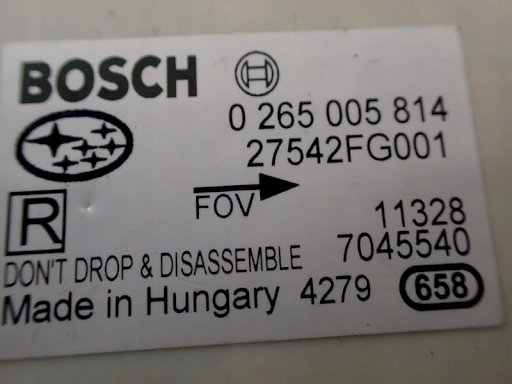 BOSCH
0 265 005 814
27542FG001
R
FOV
11328
7045540
DON'T DROP & DISASSEMBLE
Made in Hungary 4279 658